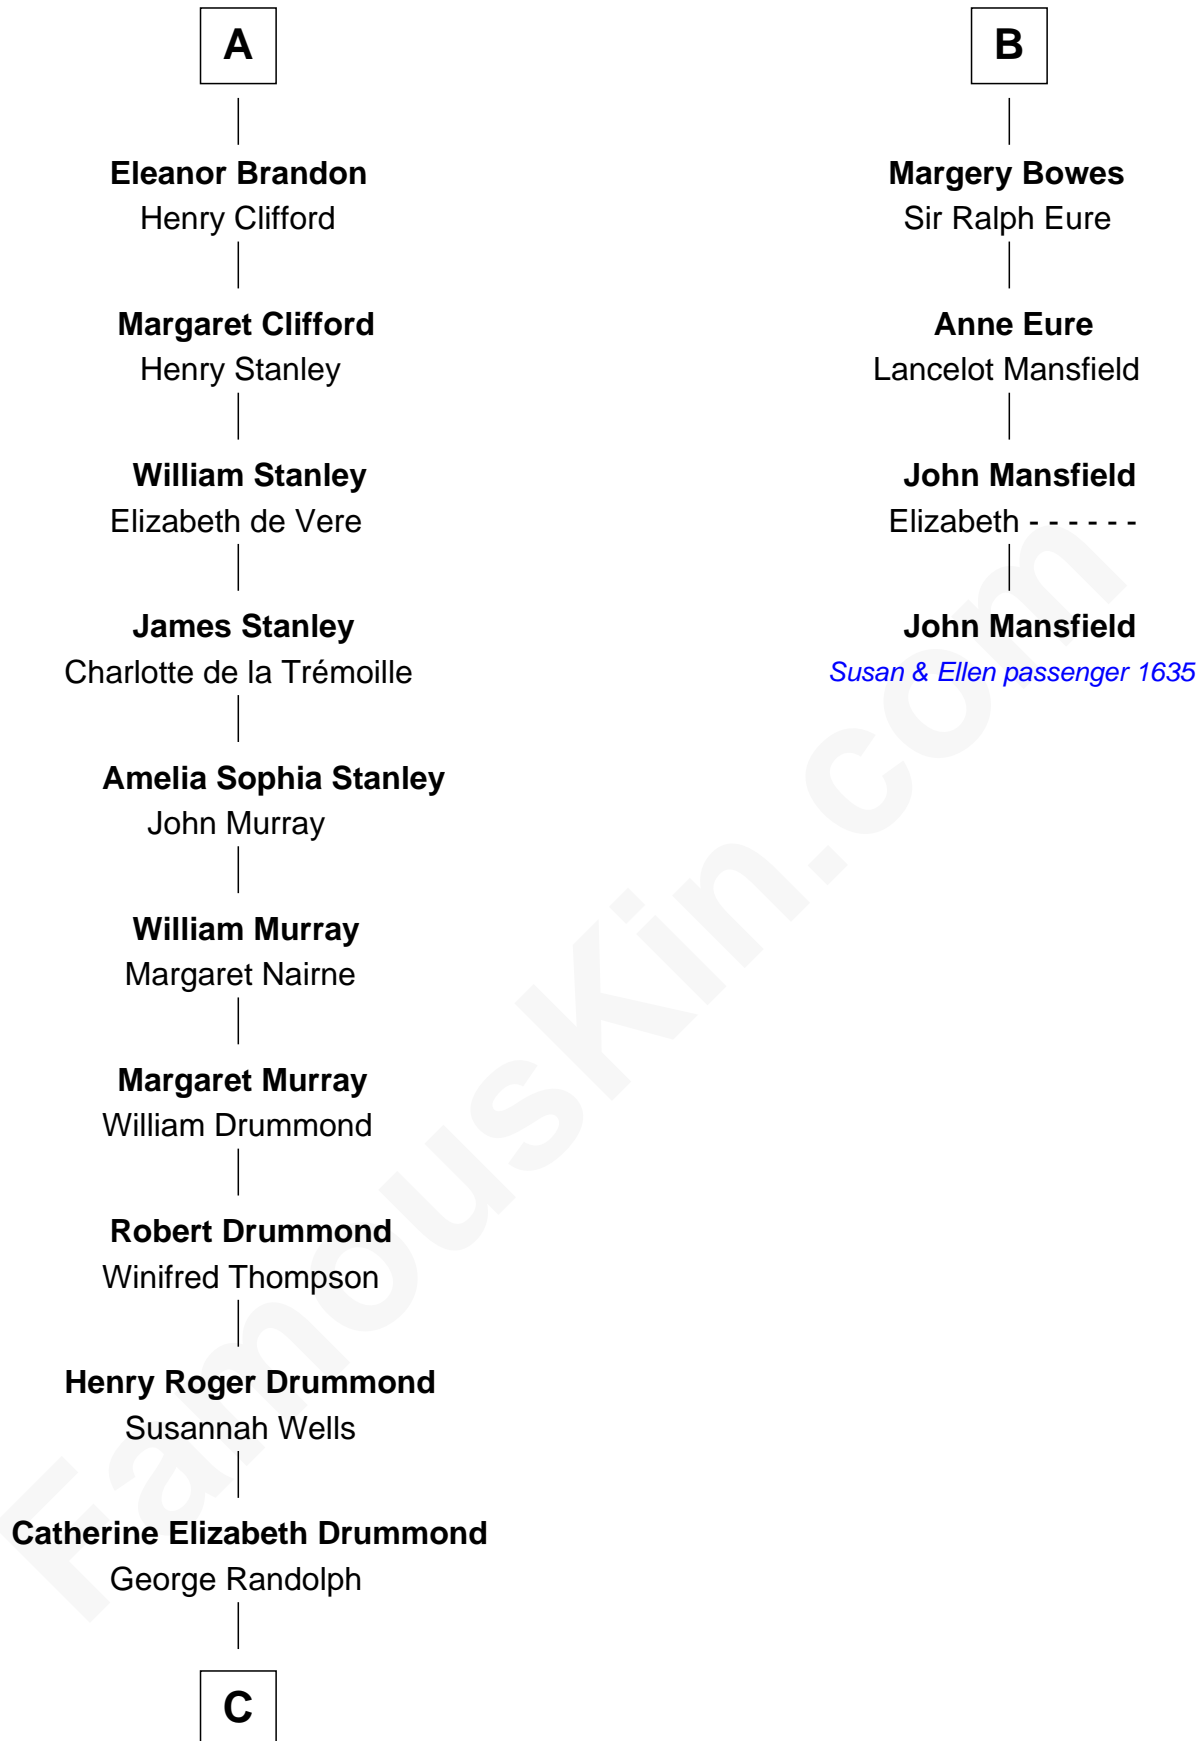 A
Eleanor Brandon
Henry Clifford
Margaret Clifford
Henry Stanley
William Stanley
Elizabeth de Vere
James Stanley
Charlotte de la Trémoille
Amelia Sophia Stanley
John Murray
William Murray
Margaret Nairne
Margaret Murray
William Drummond
Robert Drummond
Winifred Thompson
Henry Roger Drummond
Susannah Wells
Catherine Elizabeth Drummond
George Randolph
C
B
Margery Bowes
Sir Ralph Eure
Anne Eure
Lancelot Mansfield
John Mansfield
Elizabeth - - - - - -
John Mansfield
Susan & Ellen passenger 1635
FamousKin.com